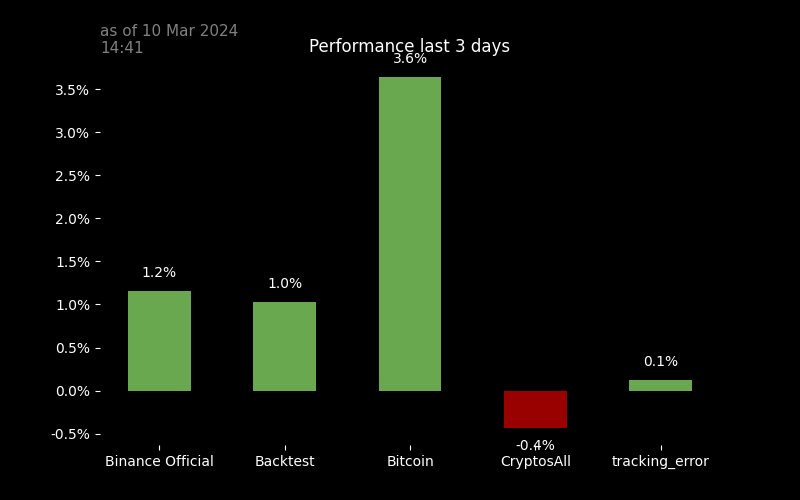 as of 10 Mar 2024
14:41
Performance last 3 days
3.6%
3.5%
3.0%
2.5%
2.0%
1.5%
1.2%
1.0%
1.0%
0.5%
0.1%
0.0%
-0.5%
-0.4%
Binance Official
Backtest
Bitcoin
CryptosAll
tracking_error